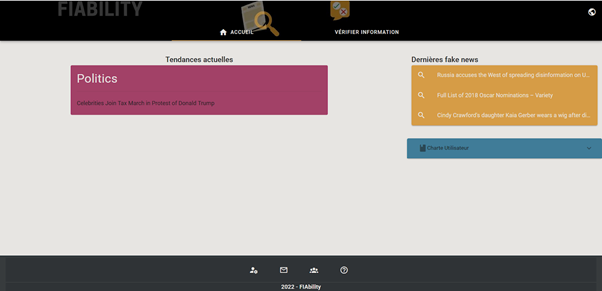 FIABILITY
ACCUEIL
VÉRIFIER INFORMATION
Tendances actuelles
Politics
Celebrities Join Tax March in Protest of Donald Trump
Dernières fake news
Russia accuses the West of spreading disinformation on U...
Full List of 2018 Oscar Nominations – Variety
Cindy Crawford's daughter Kaia Gerber wears a wig after di...
Charte Utilisateur
2022 - FIAbility